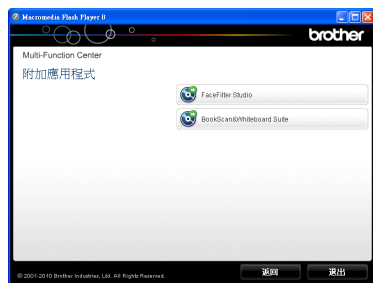 Macromedia Flash Player 8
brother
Multi-Function Center
附加應用程式
FaceFilter Studio
BookScan&Whiteboard Suite
© 2001-2010 Brother Industries, Ltd. All Rights Reserved.
返回
退出